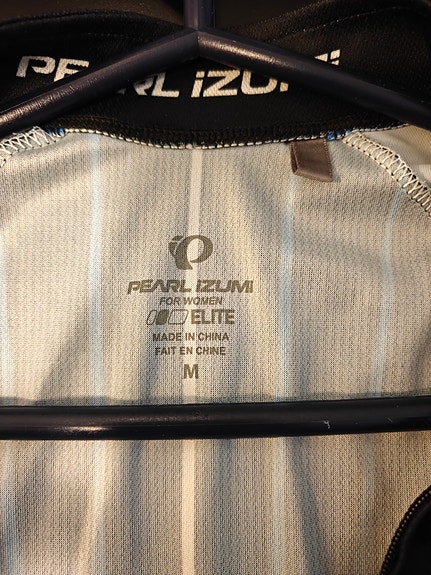 PEARL iZUMi
PEARL iZUMi
FOR WOMEN
ELITE
MADE IN CHINA
FAIT EN CHINE
M